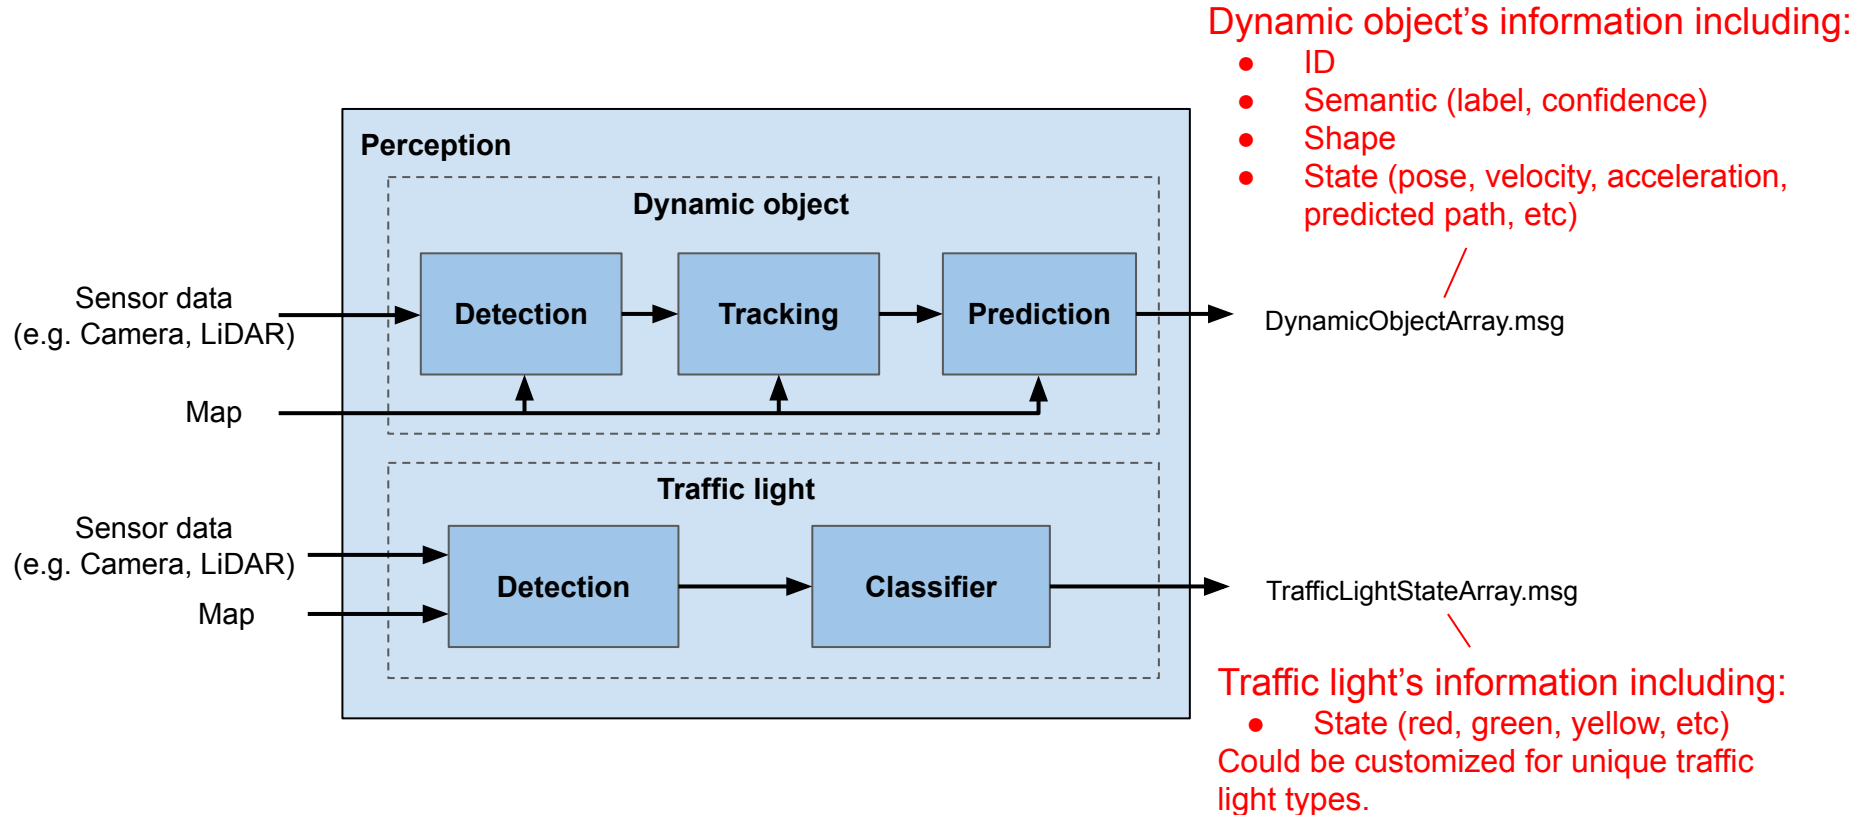 Dynamic object’s information including:
● ID
● Semantic (label, confidence)
● Shape
● State (pose, velocity, acceleration,
predicted path, etc)
Perception
Dynamic object
Sensor data
(e.g. Camera, LiDAR)
Detection
Tracking
Prediction
DynamicObjectArray.msg
Map
Traffic light
Sensor data
(e.g. Camera, LiDAR)
Map
Detection
Classifier
TrafficLightStateArray.msg
Traffic light’s information including:
● State (red, green, yellow, etc)
Could be customized for unique traffic
light types.